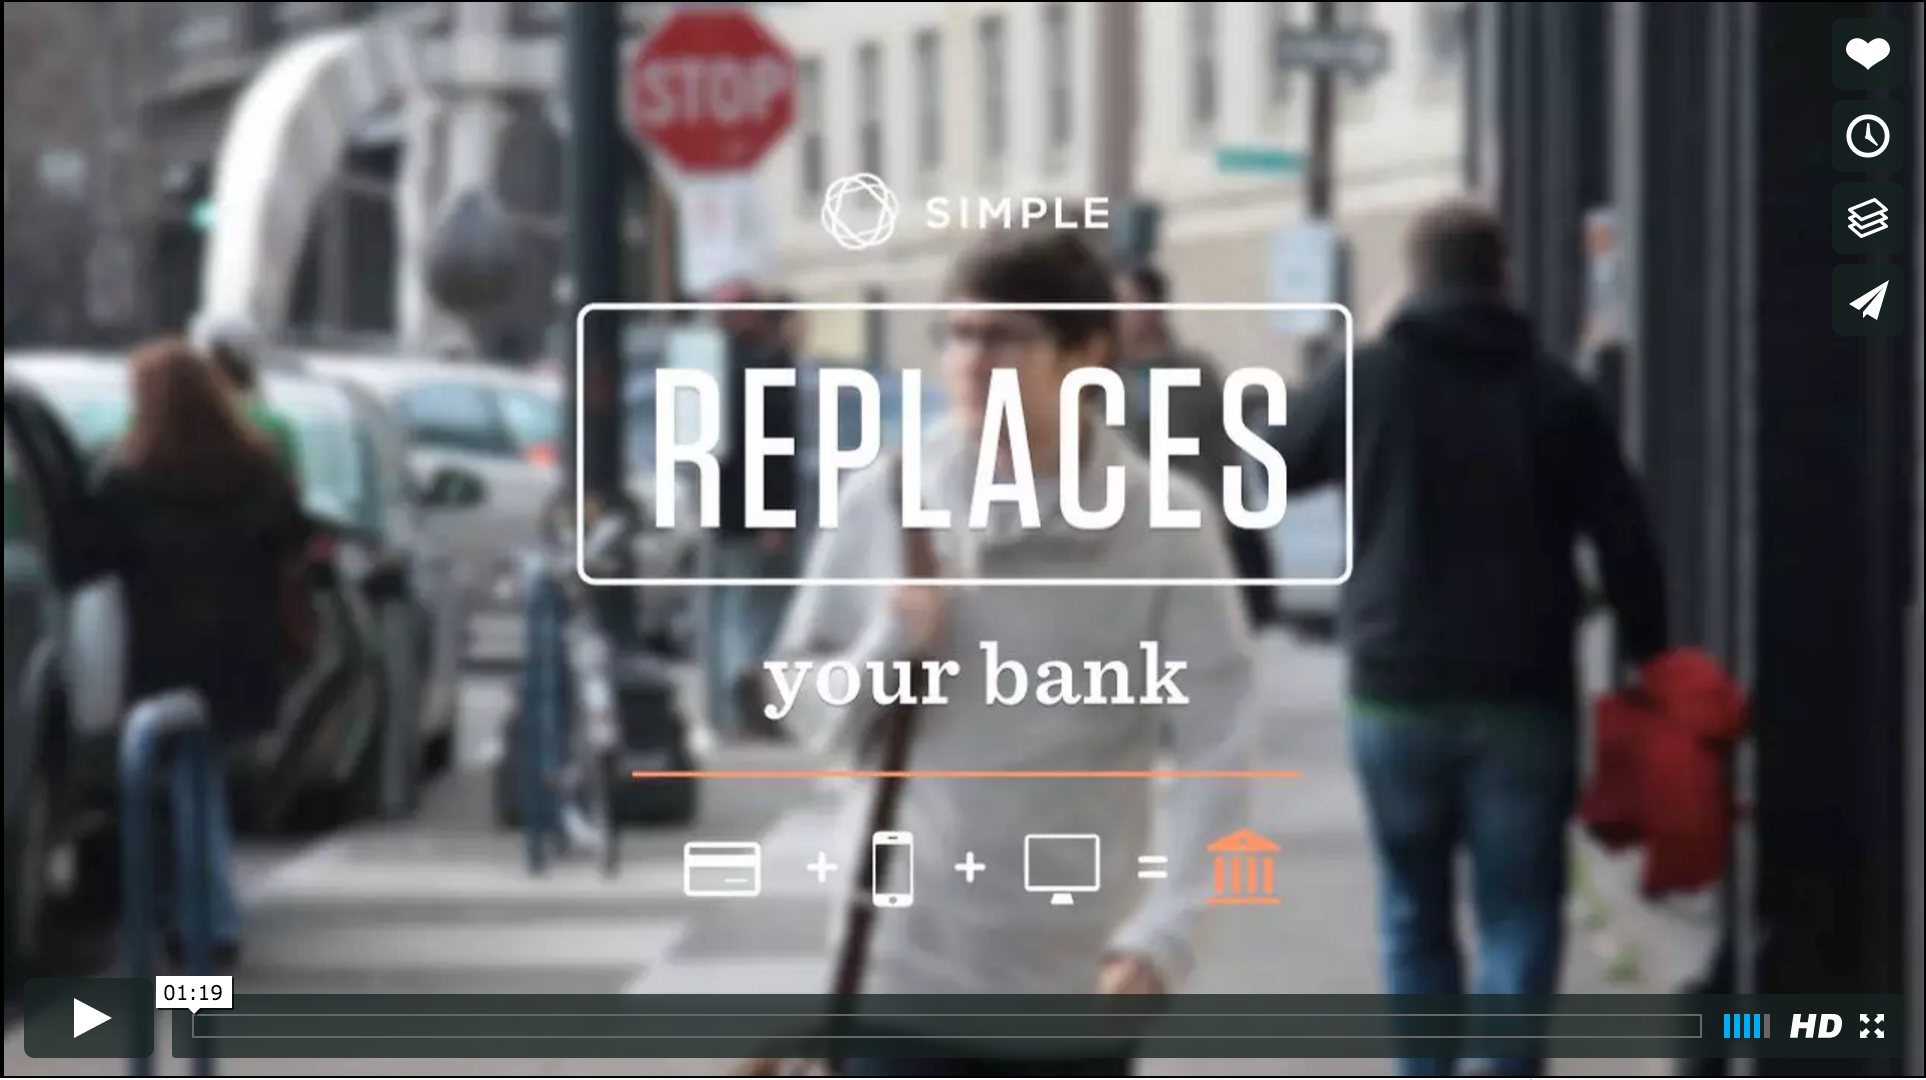 STOP
SIMPLE
REPLACES
your bank
+ + =
01:19
HD